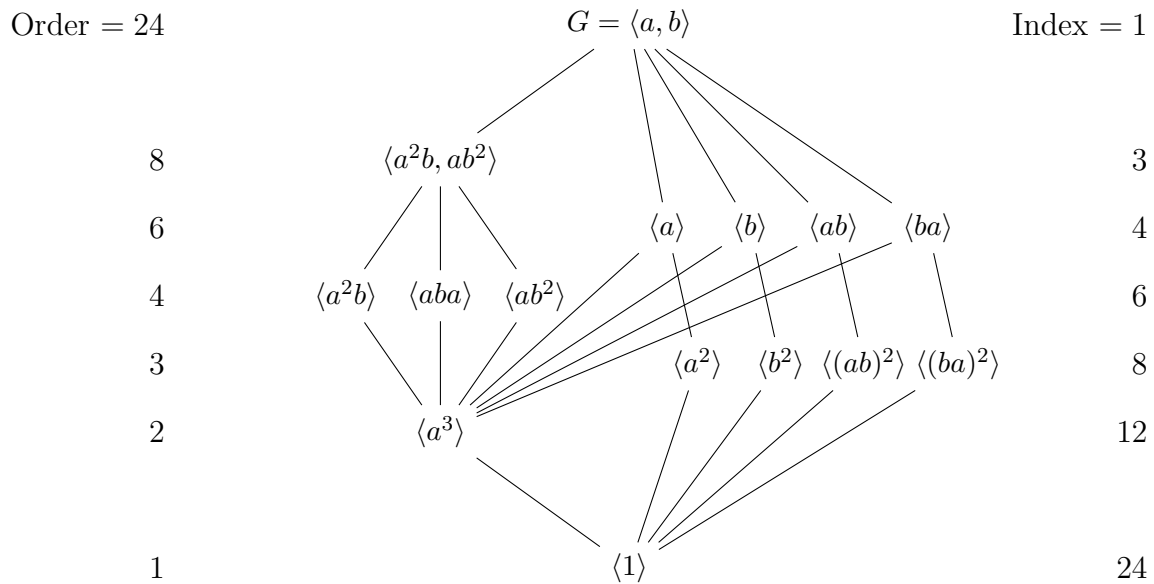 Order = 24 G = ⟨a, b⟩ Index = 1
8 ⟨a²b, ab²⟩ 3
6 ⟨a⟩ ⟨b⟩ ⟨ab⟩ ⟨ba⟩ 4
4 ⟨a²b⟩ ⟨aba⟩ ⟨ab²⟩ 6
3 ⟨a²⟩ ⟨b²⟩ ⟨(ab)²⟩ ⟨(ba)²⟩ 8
2 ⟨a³⟩ 12
1 ⟨1⟩ 24